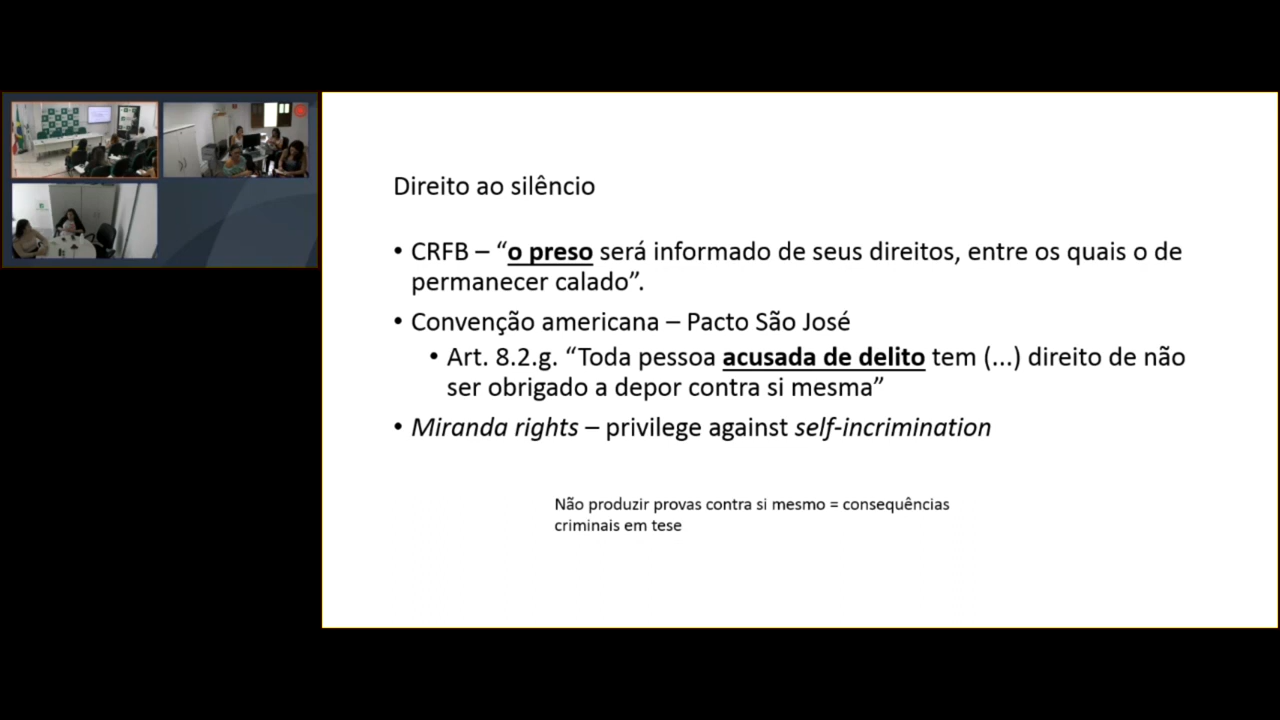 Direito ao silêncio
• CRFB – “o preso será informado de seus direitos, entre os quais o de
permanecer calado”.
• Convenção americana – Pacto São José
• Art. 8.2.g. “Toda pessoa acusada de delito tem (...) direito de não
ser obrigado a depor contra si mesma”
• Miranda rights – privilege against self-incrimination
Não produzir provas contra si mesmo = consequências
criminais em tese